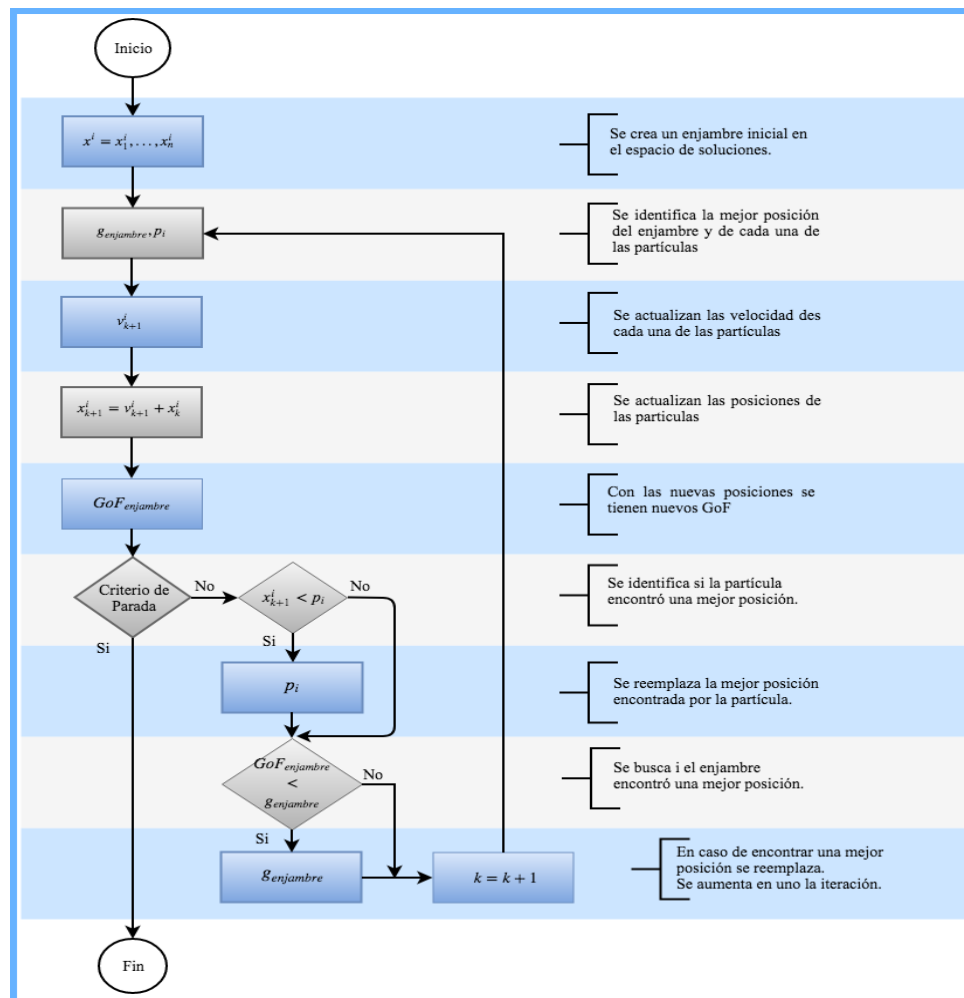 Inicio
x^i = x_1^i, . . . , x_n^i
Se crea un enjambre inicial en
el espacio de soluciones.
g_enjambre, p_i
Se identifica la mejor posición
del enjambre y de cada una de
las partículas
v_{k+1}^i
Se actualizan las velocidad des
cada una de las partículas
x_{k+1}^i = v_{k+1}^i + x_k^i
Se actualizan las posiciones de
las particulas
GoF_enjambre
Con las nuevas posiciones se
tienen nuevos GoF
Criterio de
Parada
No
x_{k+1}^i < p_i
No
Si
Si
Se identifica si la partícula
encontró una mejor posición.
p_i
Se reemplaza la mejor posición
encontrada por la partícula.
GoF_enjambre
<
g_enjambre
No
Si
Se busca i el enjambre
encontró una mejor posición.
g_enjambre
k = k + 1
En caso de encontrar una mejor
posición se reemplaza.
Se aumenta en uno la iteración.
Fin